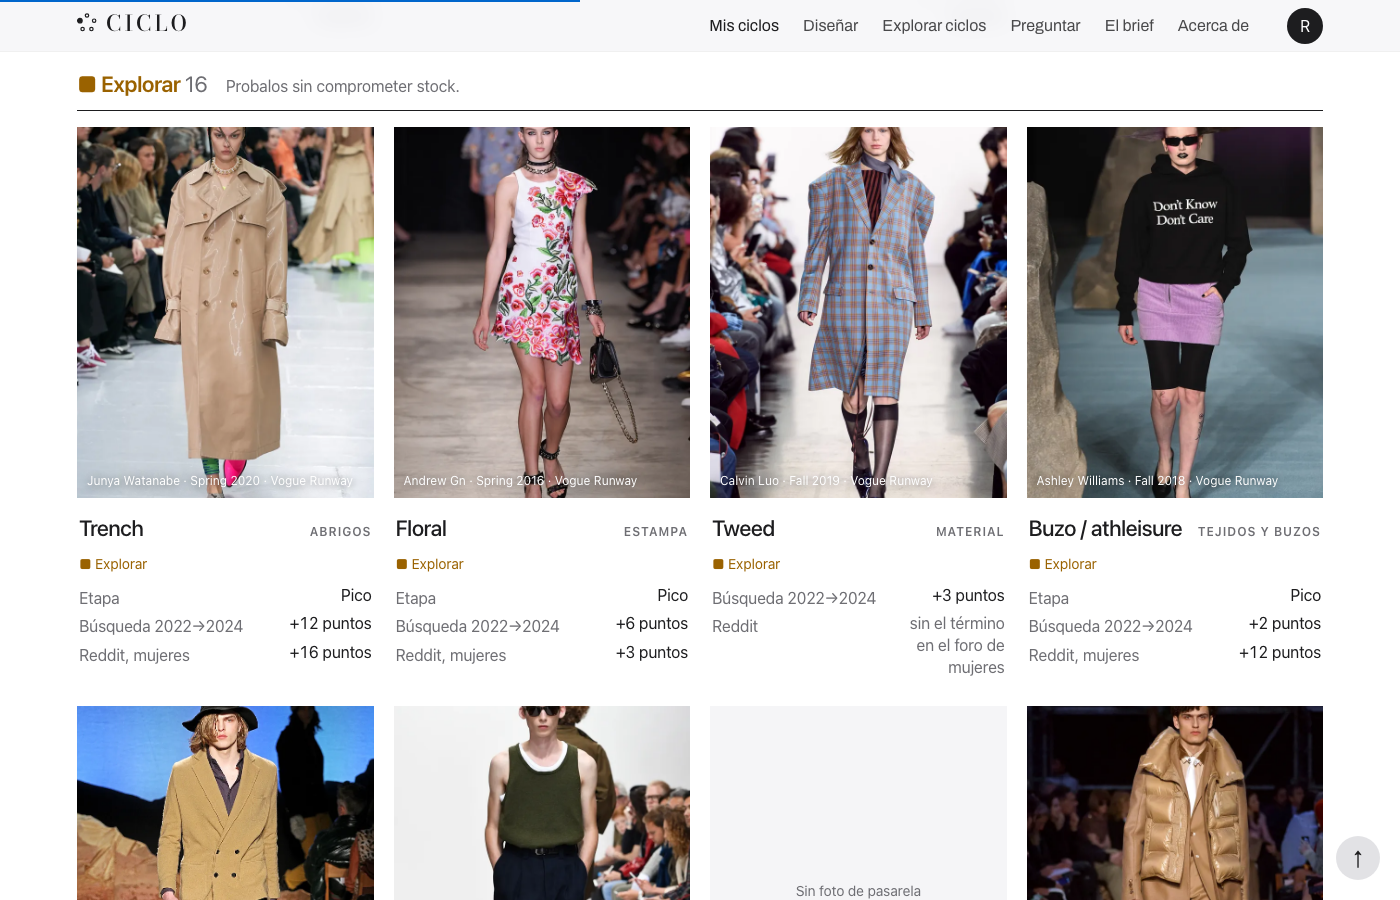 CICLO
Mis ciclos
Diseñar
Explorar ciclos
Preguntar
El brief
Acerca de
R
Explorar 16
Probalos sin comprometer stock.
Don't Know
Don't Care
Junya Watanabe · Spring 2020 · Vogue Runway
Andrew Gn · Spring 2016 · Vogue Runway
Calvin Luo · Fall 2019 · Vogue Runway
Ashley Williams · Fall 2018 · Vogue Runway
Trench
ABRIGOS
Explorar
Etapa
Pico
Búsqueda 2022→2024
+12 puntos
Reddit, mujeres
+16 puntos
Floral
ESTAMPA
Explorar
Etapa
Pico
Búsqueda 2022→2024
+6 puntos
Reddit, mujeres
+3 puntos
Tweed
MATERIAL
Explorar
Búsqueda 2022→2024
+3 puntos
Reddit
sin el término
en el foro de
mujeres
Buzo / athleisure
TEJIDOS Y BUZOS
Explorar
Etapa
Pico
Búsqueda 2022→2024
+2 puntos
Reddit, mujeres
+12 puntos
Sin foto de pasarela
↑